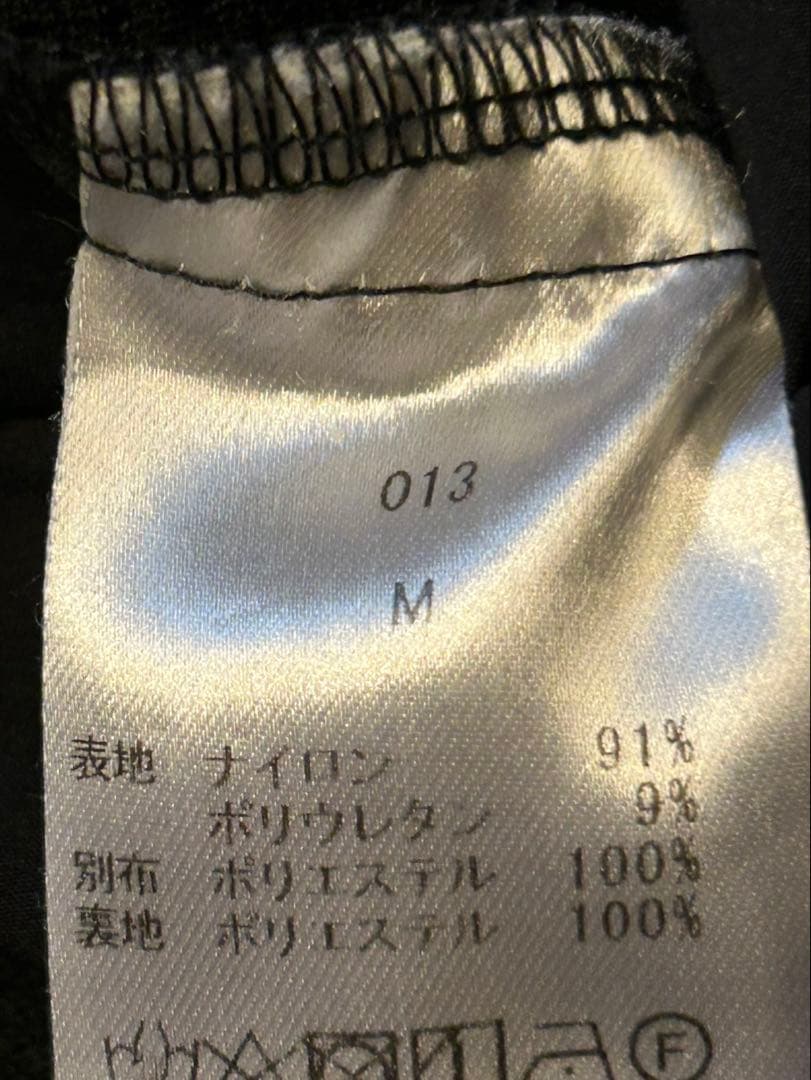 013
M
表地 ナイロン 91%
ポリウレタン 9%
別布 ポリエステル 100%
裏地 ポリエステル 100%
F